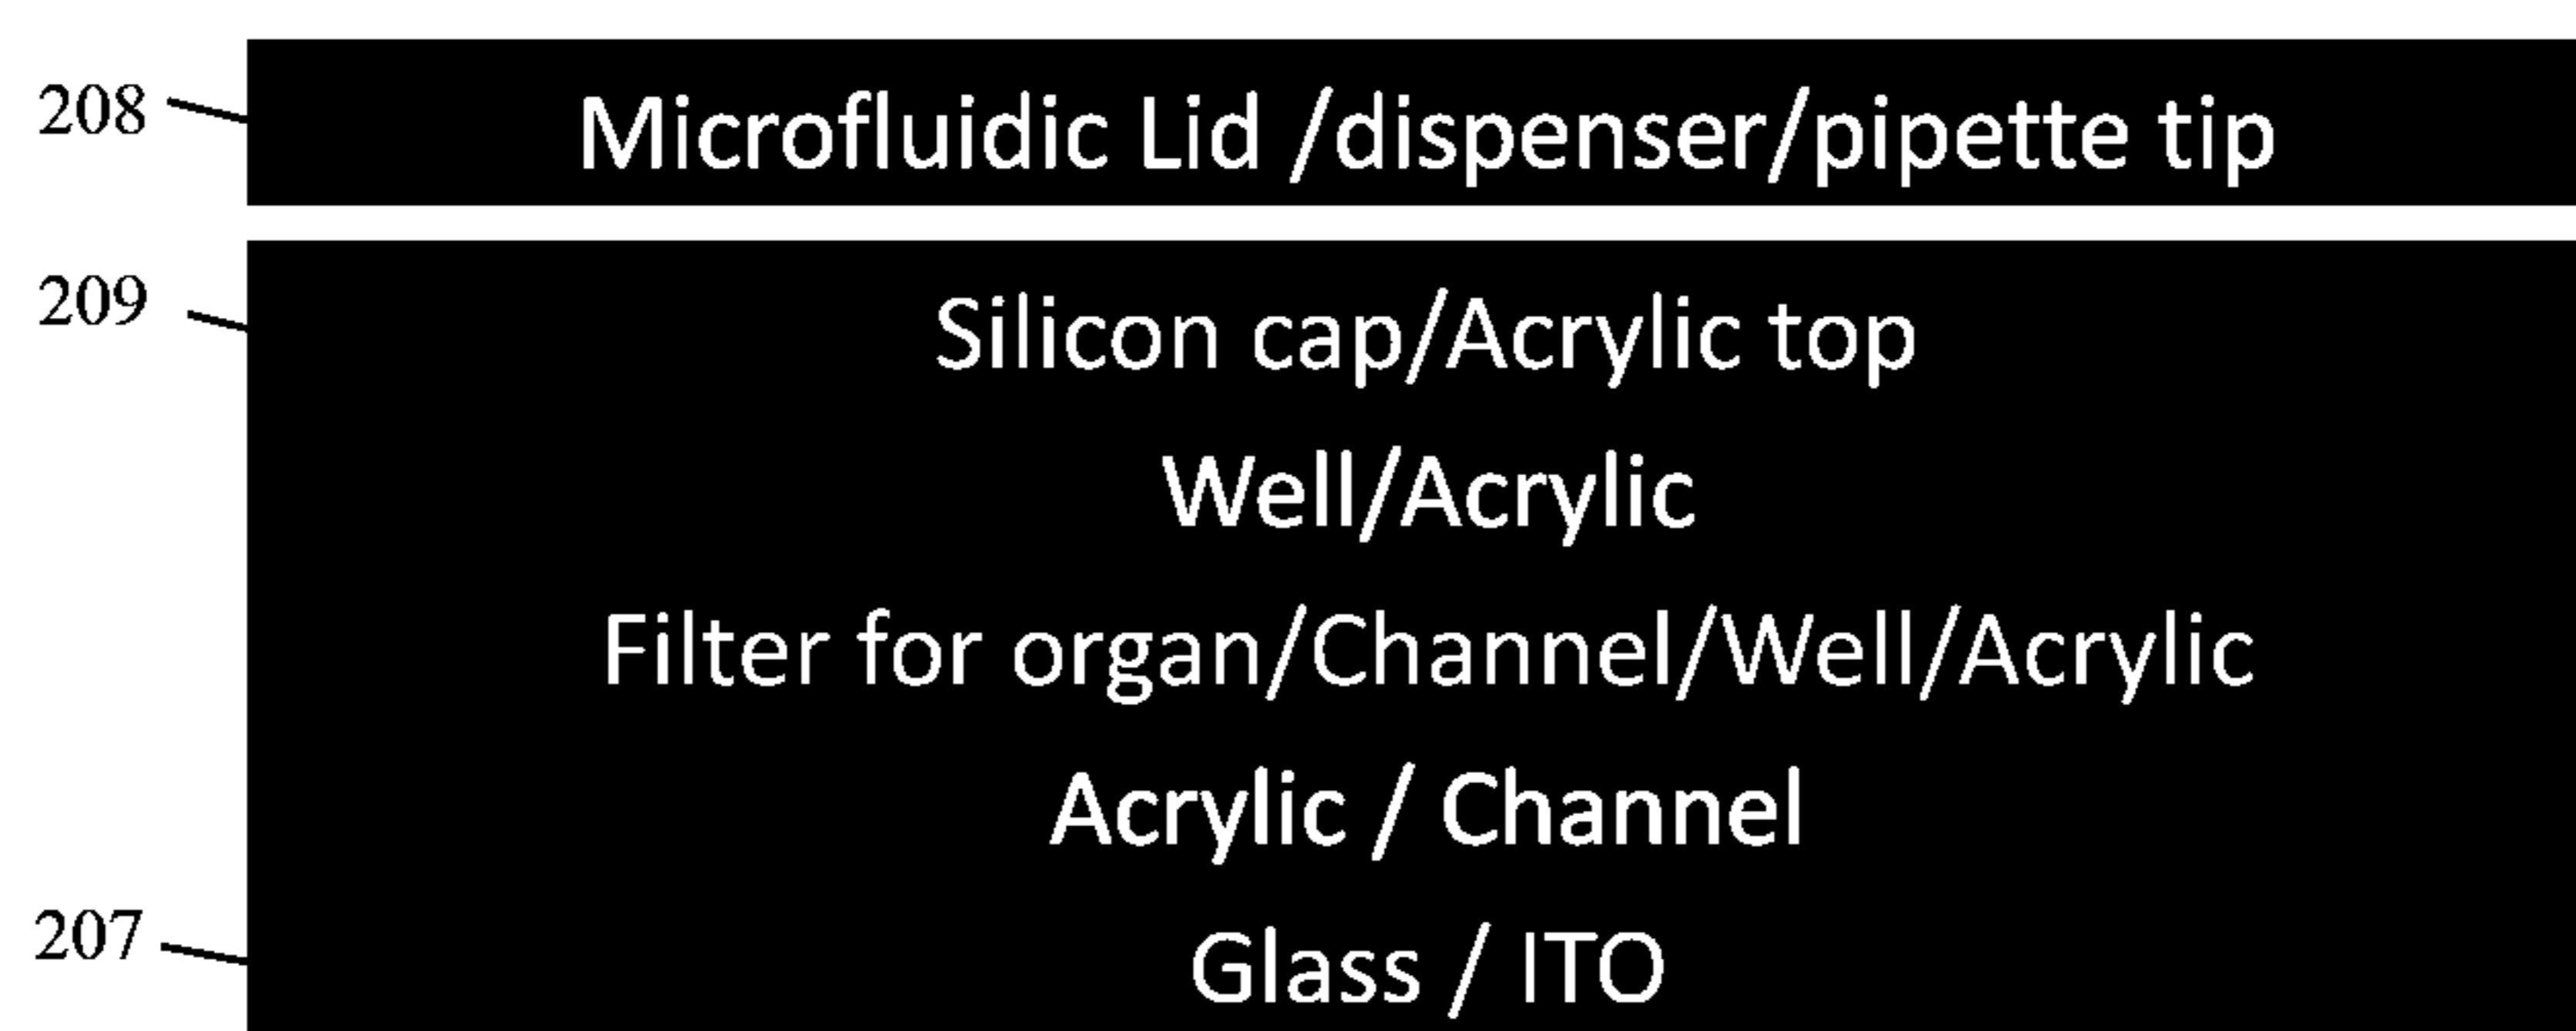 208 Microfluidic Lid /dispenser/pipette tip
209 Silicon cap/Acrylic top
Well/Acrylic
Filter for organ/Channel/Well/Acrylic
Acrylic / Channel
207 Glass / ITO